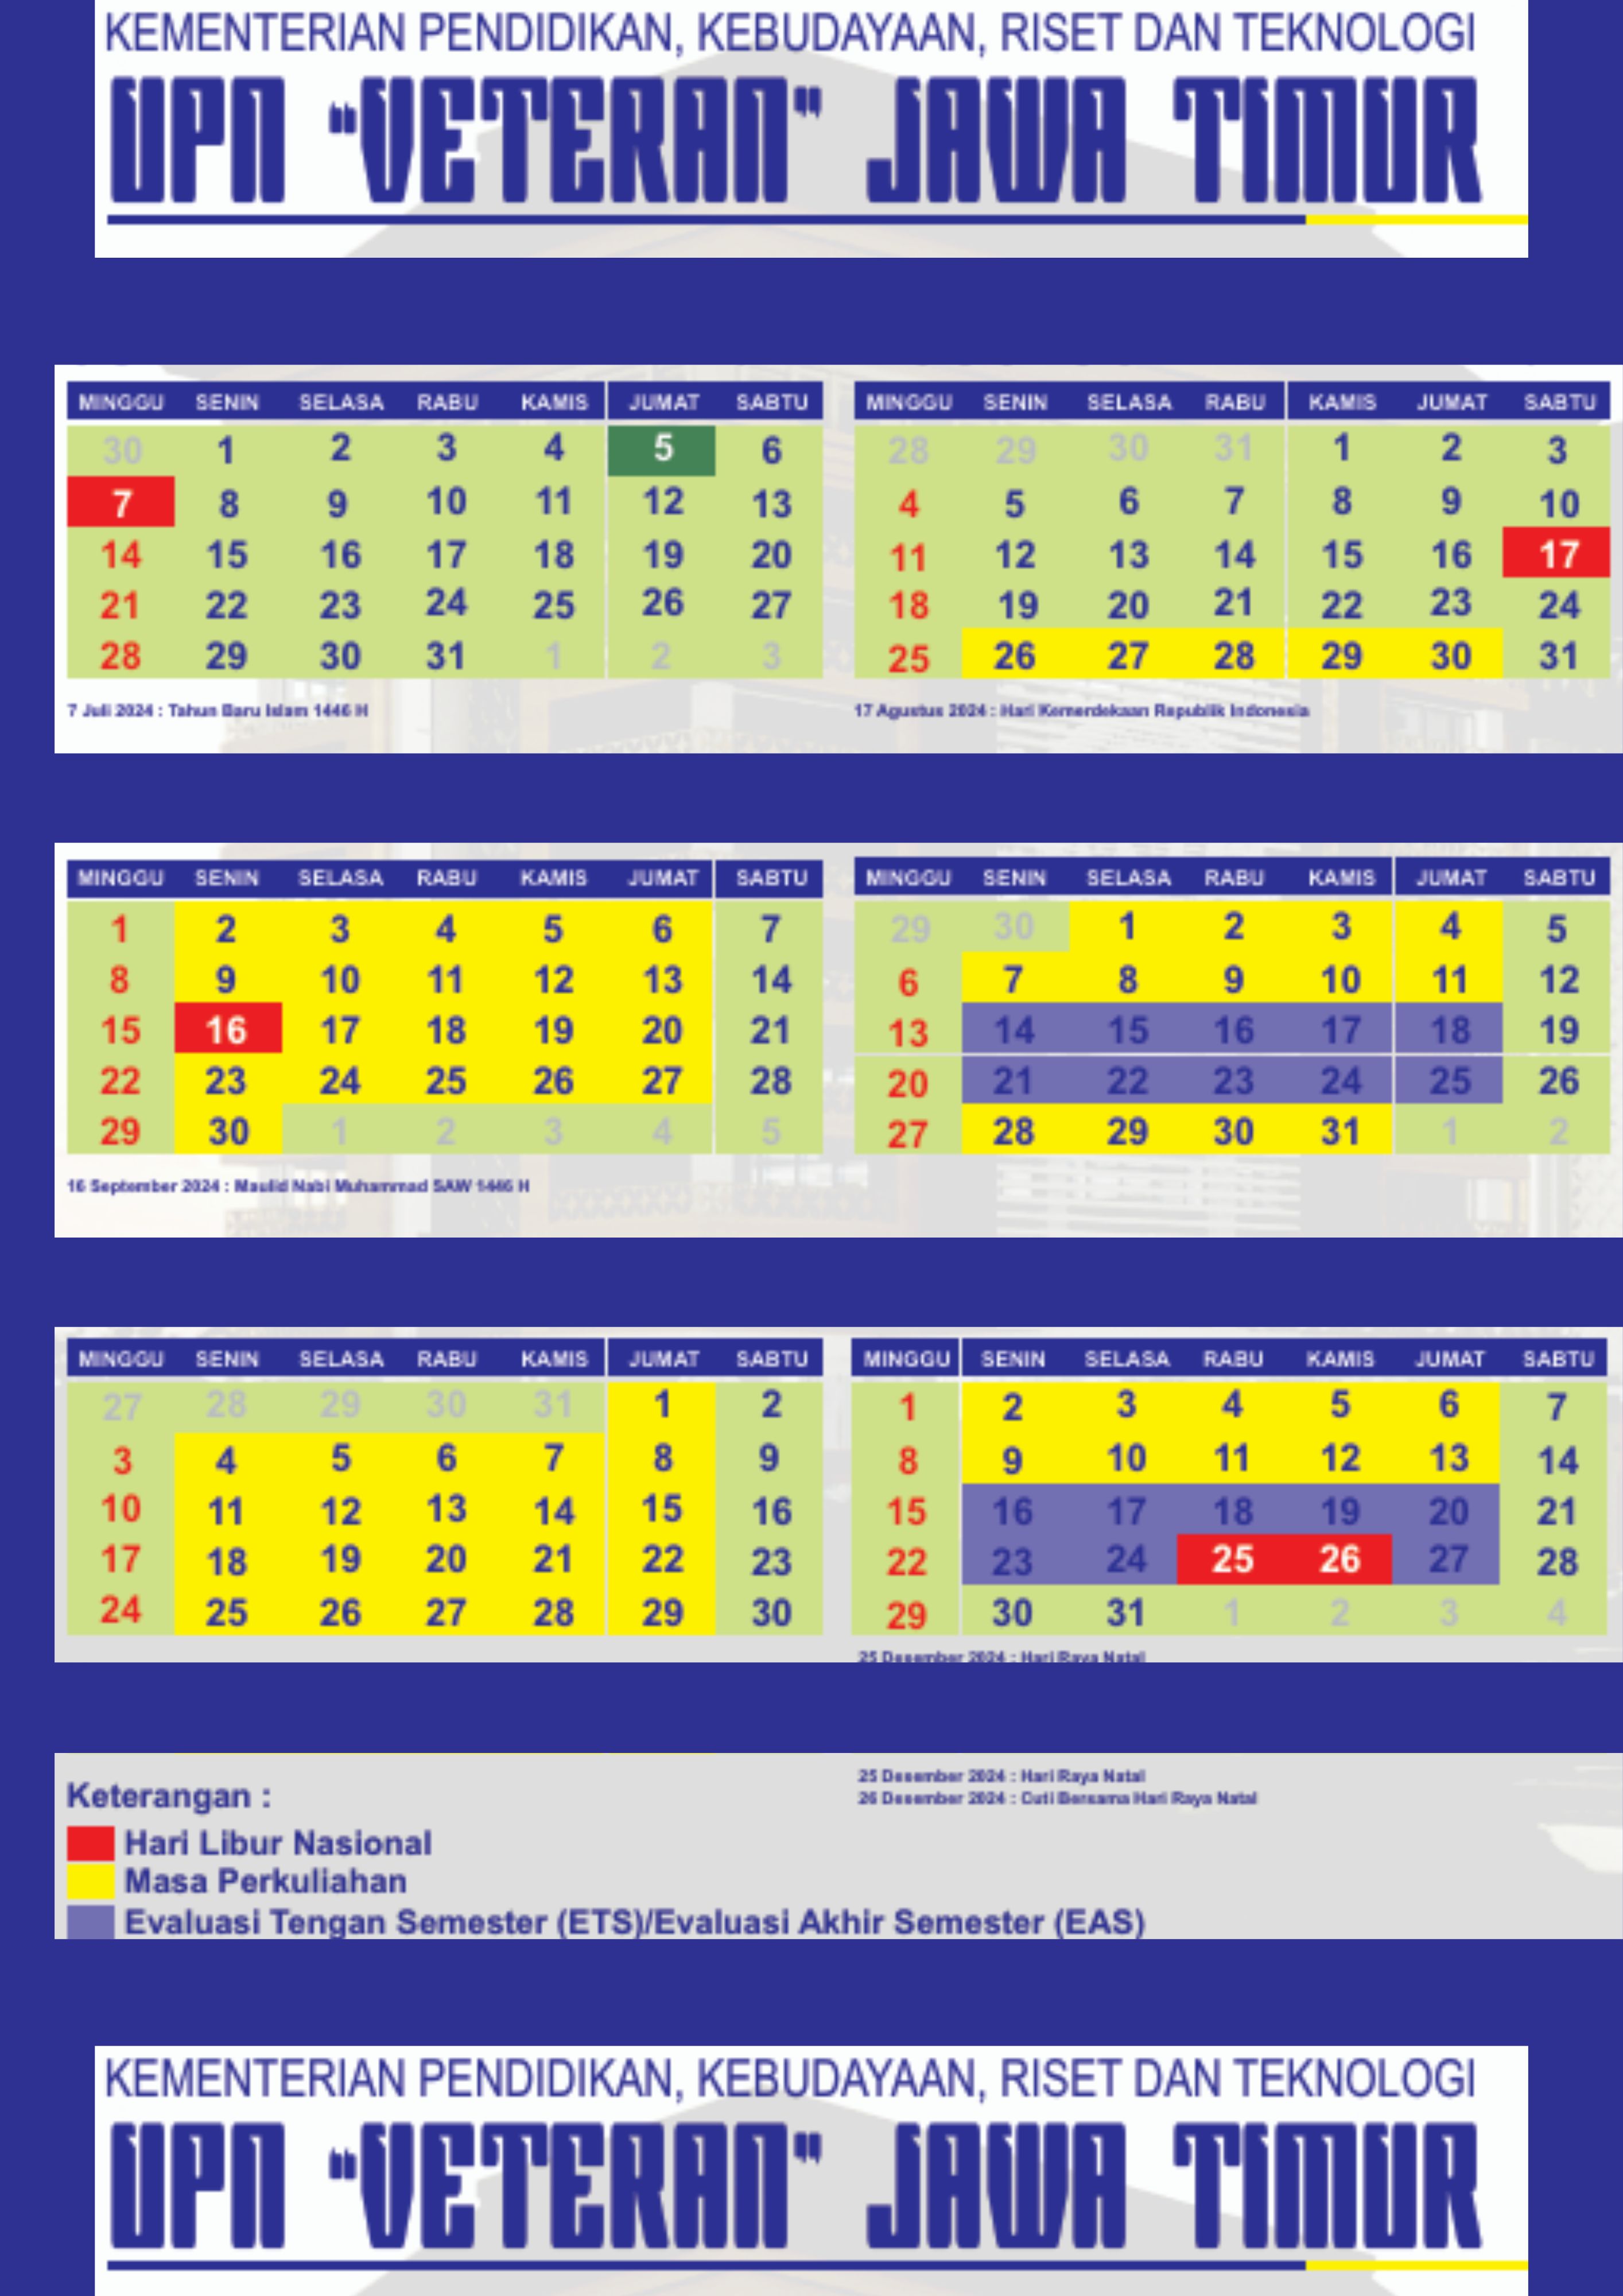 KEMENTERIAN PENDIDIKAN, KEBUDAYAAN, RISET DAN TEKNOLOGI
UPN "VETERAN" JAWA TIMUR
MINGGU SENIN SELASA RABU KAMIS JUMAT SABTU
30 1 2 3 4 5 6
7 8 9 10 11 12 13
14 15 16 17 18 19 20
21 22 23 24 25 26 27
28 29 30 31 1 2 3
7 Juli 2024 : Tahun Baru Islam 1446 H
MINGGU SENIN SELASA RABU KAMIS JUMAT SABTU
28 29 30 31 1 2 3
4 5 6 7 8 9 10
11 12 13 14 15 16 17
18 19 20 21 22 23 24
25 26 27 28 29 30 31
17 Agustus 2024 : Hari Kemerdekaan Republik Indonesia
MINGGU SENIN SELASA RABU KAMIS JUMAT SABTU
1 2 3 4 5 6 7
8 9 10 11 12 13 14
15 16 17 18 19 20 21
22 23 24 25 26 27 28
29 30 1 2 3 4 5
16 September 2024 : Maulid Nabi Muhammad SAW 1446 H
MINGGU SENIN SELASA RABU KAMIS JUMAT SABTU
29 30 1 2 3 4 5
6 7 8 9 10 11 12
13 14 15 16 17 18 19
20 21 22 23 24 25 26
27 28 29 30 31 1 2
MINGGU SENIN SELASA RABU KAMIS JUMAT SABTU
27 28 29 30 31 1 2
3 4 5 6 7 8 9
10 11 12 13 14 15 16
17 18 19 20 21 22 23
24 25 26 27 28 29 30
MINGGU SENIN SELASA RABU KAMIS JUMAT SABTU
1 2 3 4 5 6 7
8 9 10 11 12 13 14
15 16 17 18 19 20 21
22 23 24 25 26 27 28
29 30 31 1 2 3 4
25 Desember 2024 : Hari Raya Natal
25 Desember 2024 : Hari Raya Natal
26 Desember 2024 : Cuti Bersama Hari Raya Natal
Keterangan :
Hari Libur Nasional
Masa Perkuliahan
Evaluasi Tengan Semester (ETS)/Evaluasi Akhir Semester (EAS)
KEMENTERIAN PENDIDIKAN, KEBUDAYAAN, RISET DAN TEKNOLOGI
UPN "VETERAN" JAWA TIMUR